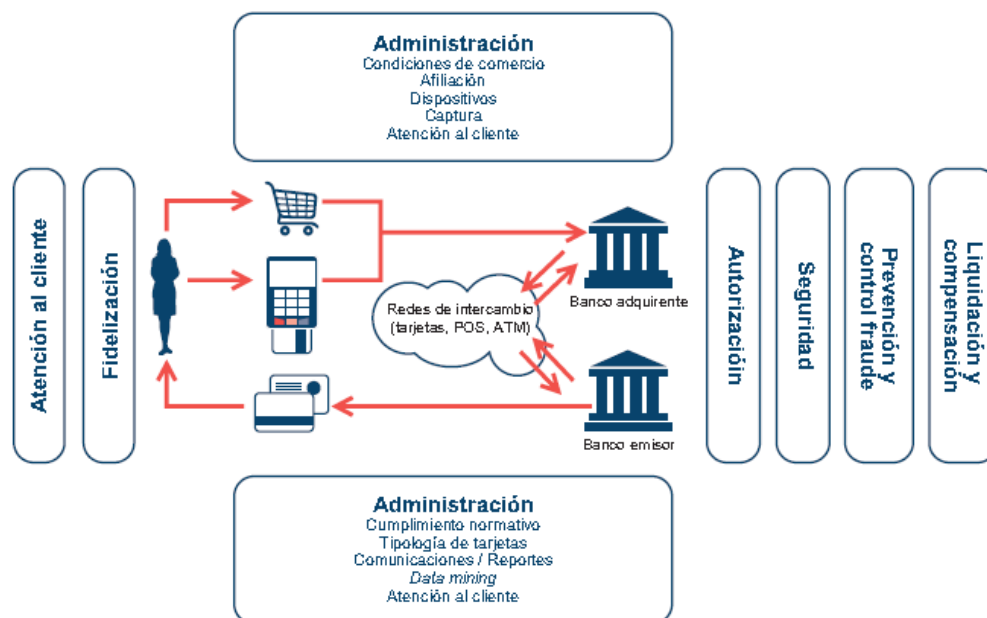 Administración
Condiciones de comercio
Afiliación
Dispositivos
Captura
Atención al cliente
Atención al cliente
Fidelización
Redes de intercambio
(tarjetas, POS, ATM)
Banco adquirente
Banco emisor
Autorización
Seguridad
Prevención y
control fraude
Liquidación y
compensación
Administración
Cumplimiento normativo
Tipología de tarjetas
Comunicaciones / Reportes
Data mining
Atención al cliente